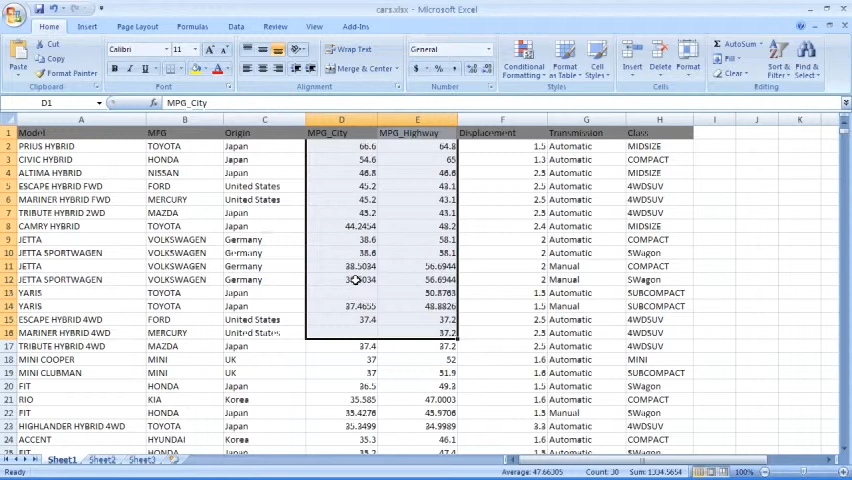 cars.xlsx - Microsoft Excel
Home Insert Page Layout Formulas Data Review View Add-Ins
Cut
Copy
Format Painter
Paste
Clipboard
Calibri 11
Font
Wrap Text
Merge & Center
Alignment
General
Number
Conditional Formatting
Format as Table
Cell Styles
Styles
Insert Delete Format
Cells
AutoSum
Fill
Clear
Sort & Filter
Find & Select
Editing
D1 MPG_City
A B C D E F G H I J K
1 Model MFG Origin MPG_City MPG_Highway Displacement Transmission Class
2 PRIUS HYBRID TOYOTA Japan 66.6 64.8 1.5 Automatic MIDSIZE
3 CIVIC HYBRID HONDA Japan 54.6 65 1.3 Automatic COMPACT
4 ALTIMA HYBRID NISSAN Japan 46.8 46.6 2.5 Automatic MIDSIZE
5 ESCAPE HYBRID FWD FORD United States 45.2 43.1 2.5 Automatic 4WDSUV
6 MARINER HYBRID FWD MERCURY United States 45.2 43.1 2.5 Automatic 4WDSUV
7 TRIBUTE HYBRID 2WD MAZDA Japan 45.2 43.1 2.5 Automatic 4WDSUV
8 CAMRY HYBRID TOYOTA Japan 44.2454 48.2 2.4 Automatic MIDSIZE
9 JETTA VOLKSWAGEN Germany 38.6 58.1 2 Automatic COMPACT
10 JETTA SPORTWAGEN VOLKSWAGEN Germany 38.6 58.1 2 Automatic SWagon
11 JETTA VOLKSWAGEN Germany 38.5034 56.6944 2 Manual COMPACT
12 JETTA SPORTWAGEN VOLKSWAGEN Germany 56.6944 2 Manual SWagon
13 YARIS TOYOTA Japan 50.8763 1.5 Automatic SUBCOMPACT
14 YARIS TOYOTA Japan 37.4655 48.8826 1.5 Manual SUBCOMPACT
15 ESCAPE HYBRID 4WD FORD United States 37.4 37.2 2.5 Automatic 4WDSUV
16 MARINER HYBRID 4WD MERCURY United States 37.2 2.5 Automatic 4WDSUV
17 TRIBUTE HYBRID 4WD MAZDA Japan 37.4 37.2 2.5 Automatic 4WDSUV
18 MINI COOPER MINI UK 37 52 1.6 Automatic MINI
19 MINI CLUBMAN MINI UK 37 51.9 1.6 Automatic SUBCOMPACT
20 FIT HONDA Japan 36.5 49.3 1.5 Automatic SWagon
21 RIO KIA Korea 35.585 47.0003 1.6 Automatic SUBCOMPACT
22 FIT HONDA Japan 35.4276 45.9706 1.5 Manual SWagon
23 HIGHLANDER HYBRID 4WD TOYOTA Japan 35.3499 34.9989 3.3 Automatic 4WDSUV
24 ACCENT HYUNDAI Korea 35.3 46.1 1.6 Automatic SUBCOMPACT
Sheet1 Sheet2 Sheet3
Ready Average: 47.66305 Count: 30 Sum: 1334.5654 100%